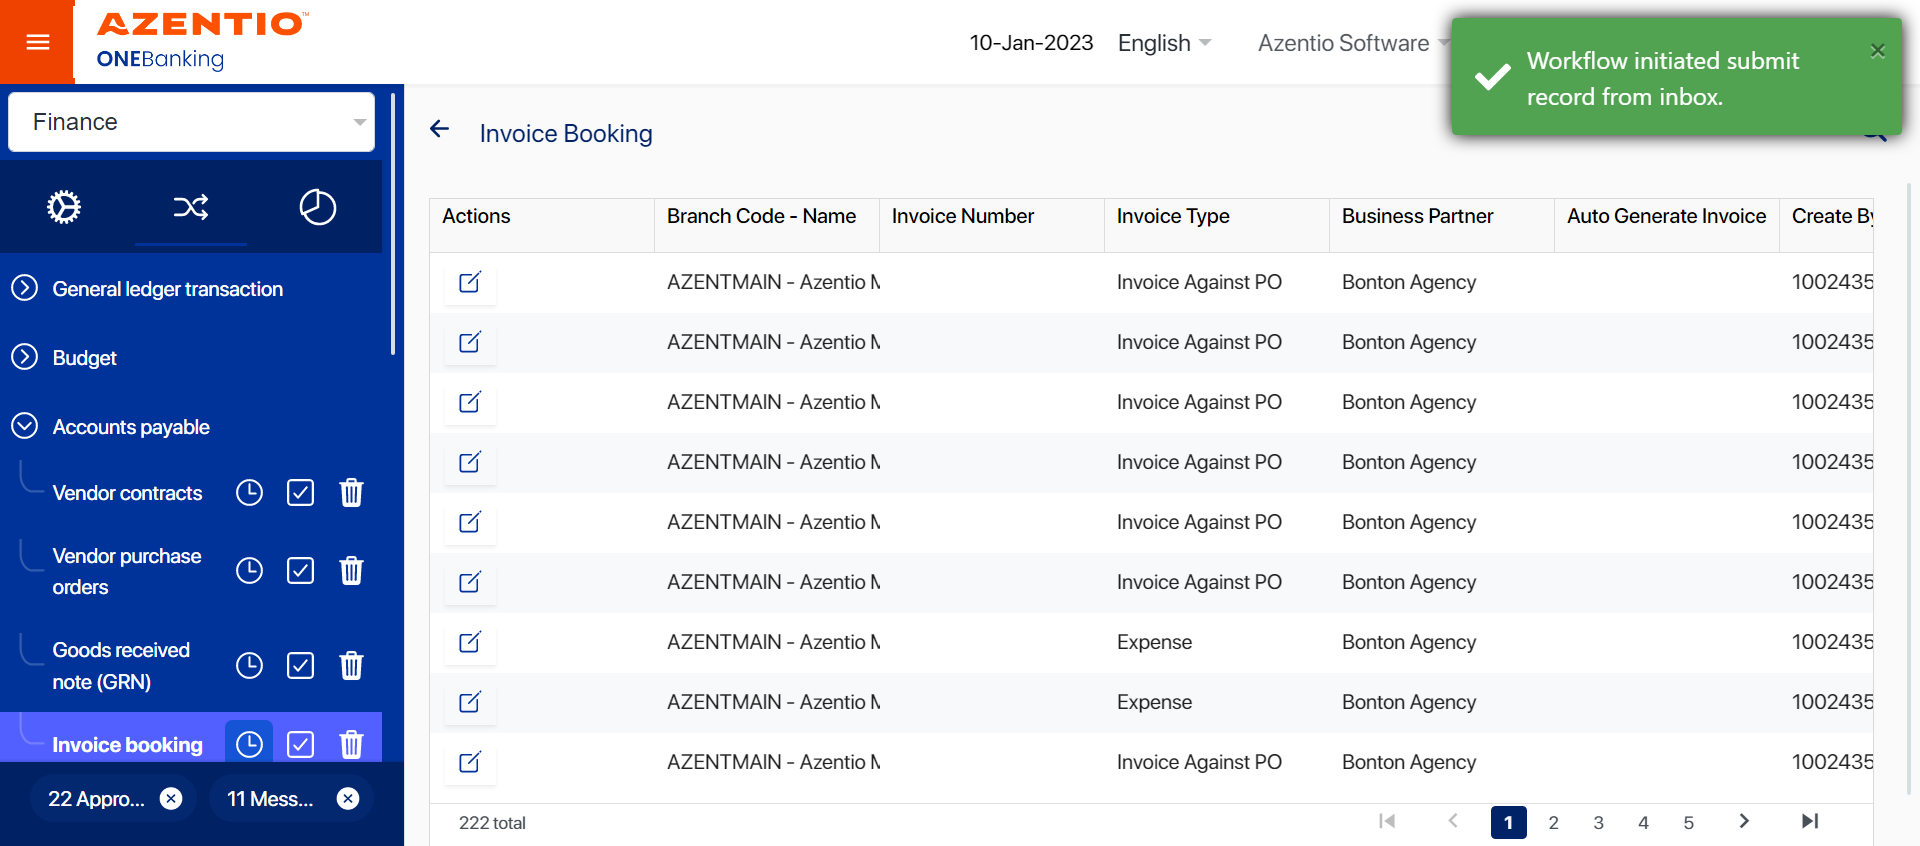 AZENTIO™
ONEBanking
10-Jan-2023
English
Azentio Software
Workflow initiated submit
record from inbox.
×
Finance
General ledger transaction
Budget
Accounts payable
Vendor contracts
Vendor purchase
orders
Goods received
note (GRN)
Invoice booking
22 Appro...
11 Mess...
Invoice Booking
Actions Branch Code - Name Invoice Number Invoice Type Business Partner Auto Generate Invoice Create By
AZENTMAIN - Azentio M Invoice Against PO Bonton Agency 1002435
AZENTMAIN - Azentio M Invoice Against PO Bonton Agency 1002435
AZENTMAIN - Azentio M Invoice Against PO Bonton Agency 1002435
AZENTMAIN - Azentio M Invoice Against PO Bonton Agency 1002435
AZENTMAIN - Azentio M Invoice Against PO Bonton Agency 1002435
AZENTMAIN - Azentio M Invoice Against PO Bonton Agency 1002435
AZENTMAIN - Azentio M Expense Bonton Agency 1002435
AZENTMAIN - Azentio M Expense Bonton Agency 1002435
AZENTMAIN - Azentio M Invoice Against PO Bonton Agency 1002435
222 total
1 2 3 4 5